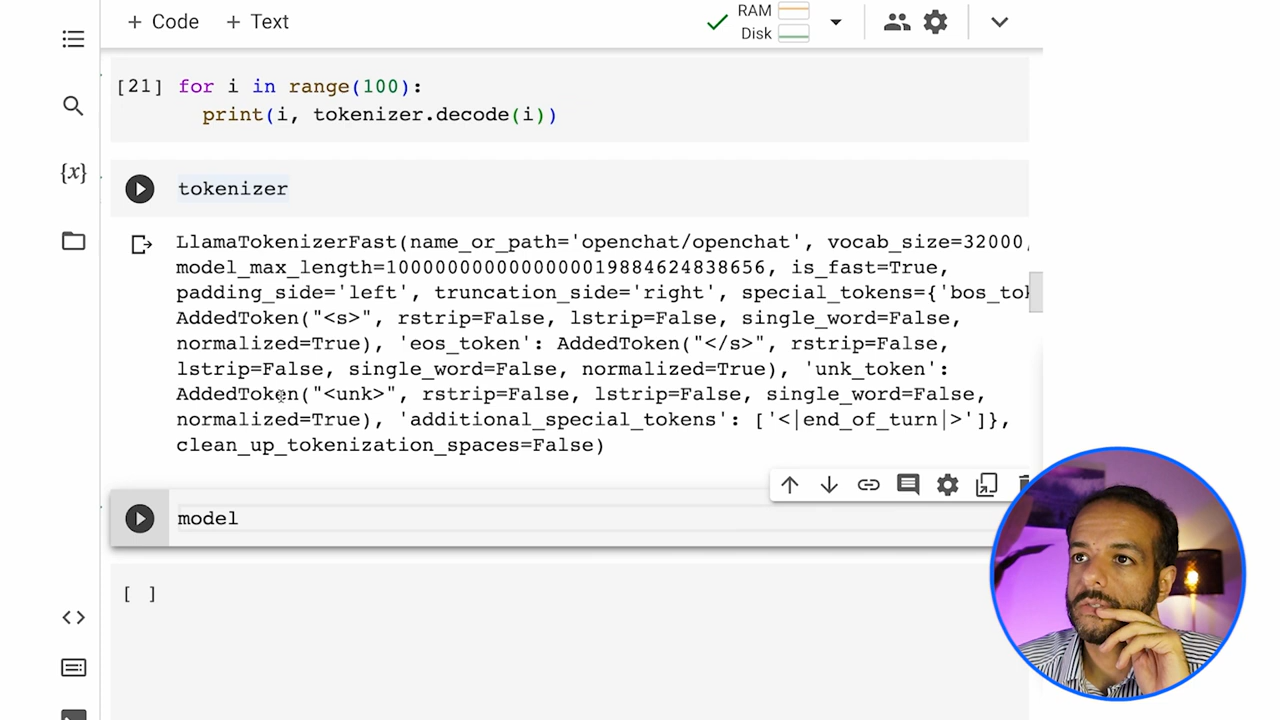 + Code + Text
RAM
Disk
[21] for i in range(100):
print(i, tokenizer.decode(i))
{x}
tokenizer
LlamaTokenizerFast(name_or_path='openchat/openchat', vocab_size=32000,
model_max_length=1000000000000000019884624838656, is_fast=True,
padding_side='left', truncation_side='right', special_tokens={'bos_tok
AddedToken("<s>", rstrip=False, lstrip=False, single_word=False,
normalized=True), 'eos_token': AddedToken("</s>", rstrip=False,
lstrip=False, single_word=False, normalized=True), 'unk_token':
AddedToken("<unk>", rstrip=False, lstrip=False, single_word=False,
normalized=True), 'additional_special_tokens': ['<|end_of_turn|>']},
clean_up_tokenization_spaces=False)
model
[ ]